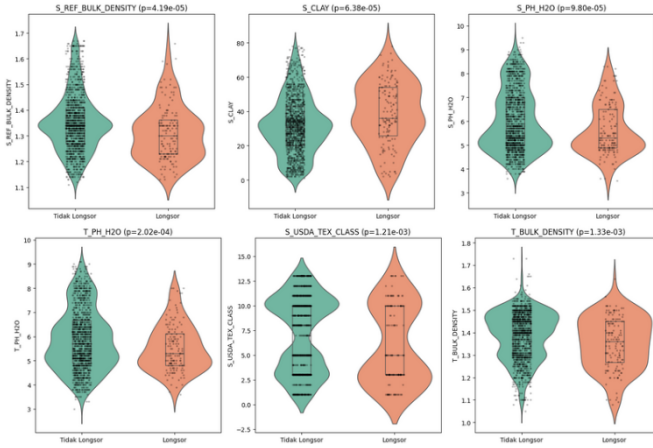 S_REF_BULK_DENSITY (p=4.19e-05)
S_REF_BULK_DENSITY
1.7
1.6
1.5
1.4
1.3
1.2
1.1
Tidak Longsor
Longsor
S_CLAY (p=6.38e-05)
S_CLAY
80
60
40
20
0
Tidak Longsor
Longsor
S_PH_H2O (p=9.80e-05)
S_PH_H2O
10
9
8
7
6
5
4
3
Tidak Longsor
Longsor
T_PH_H2O (p=2.02e-04)
T_PH_H2O
10
9
8
7
6
5
4
3
Tidak Longsor
Longsor
S_USDA_TEX_CLASS (p=1.21e-03)
S_USDA_TEX_CLASS
15.0
12.5
10.0
7.5
5.0
2.5
0.0
−2.5
Tidak Longsor
Longsor
T_BULK_DENSITY (p=1.33e-03)
T_BULK_DENSITY
1.8
1.7
1.6
1.5
1.4
1.3
1.2
1.1
1.0
Tidak Longsor
Longsor